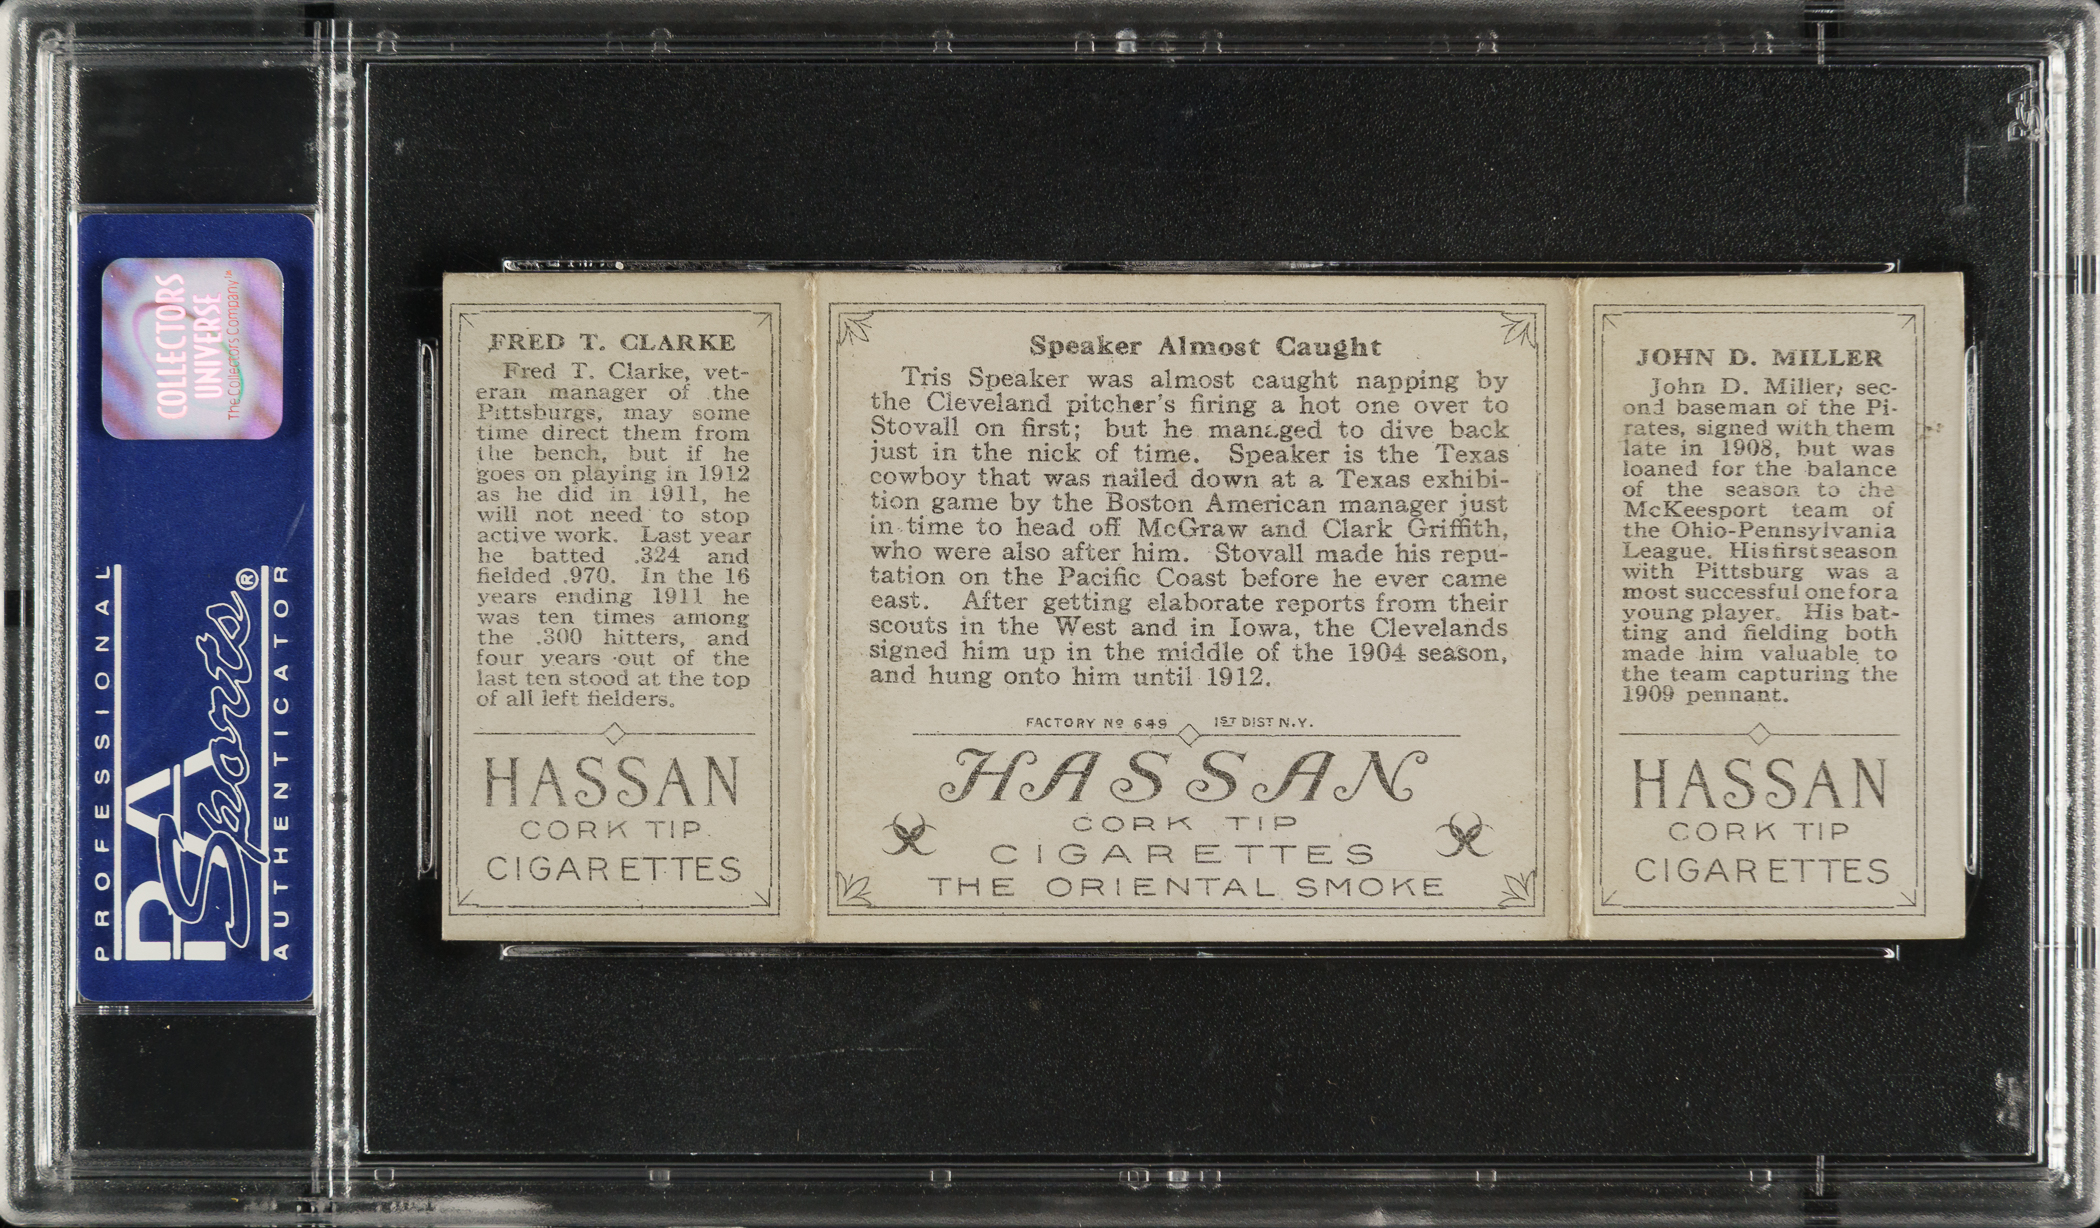 COLLECTORS
UNIVERSE
The Collectors Company™
PROFESSIONAL
PSA
Sports®
AUTHENTICATOR
FRED T. CLARKE
Fred T. Clarke, vet-
eran manager of the
Pittsburgs, may some
time direct them from
the bench, but if he
goes on playing in 1912
as he did in 1911, he
will not need to stop
active work. Last year
he batted .324 and
fielded .970. In the 16
years ending 1911 he
was ten times among
the .300 hitters, and
four years out of the
last ten stood at the top
of all left fielders.
HASSAN
CORK TIP
CIGARETTES
Speaker Almost Caught
Tris Speaker was almost caught napping by
the Cleveland pitcher's firing a hot one over to
Stovall on first; but he managed to dive back
just in the nick of time. Speaker is the Texas
cowboy that was nailed down at a Texas exhibi-
tion game by the Boston American manager just
in time to head off McGraw and Clark Griffith,
who were also after him. Stovall made his repu-
tation on the Pacific Coast before he ever came
east. After getting elaborate reports from their
scouts in the West and in Iowa, the Clevelands
signed him up in the middle of the 1904 season,
and hung onto him until 1912.
FACTORY Nº 649 1ST DIST N.Y.
HASSAN
CORK TIP
CIGARETTES
THE ORIENTAL SMOKE
JOHN D. MILLER
John D. Miller, sec-
ond baseman of the Pi-
rates, signed with them
late in 1908, but was
loaned for the balance
of the season to the
McKeesport team of
the Ohio-Pennsylvania
League. His first season
with Pittsburg was a
most successful one for a
young player. His bat-
ting and fielding both
made him valuable to
the team capturing the
1909 pennant.
HASSAN
CORK TIP
CIGARETTES
PSA